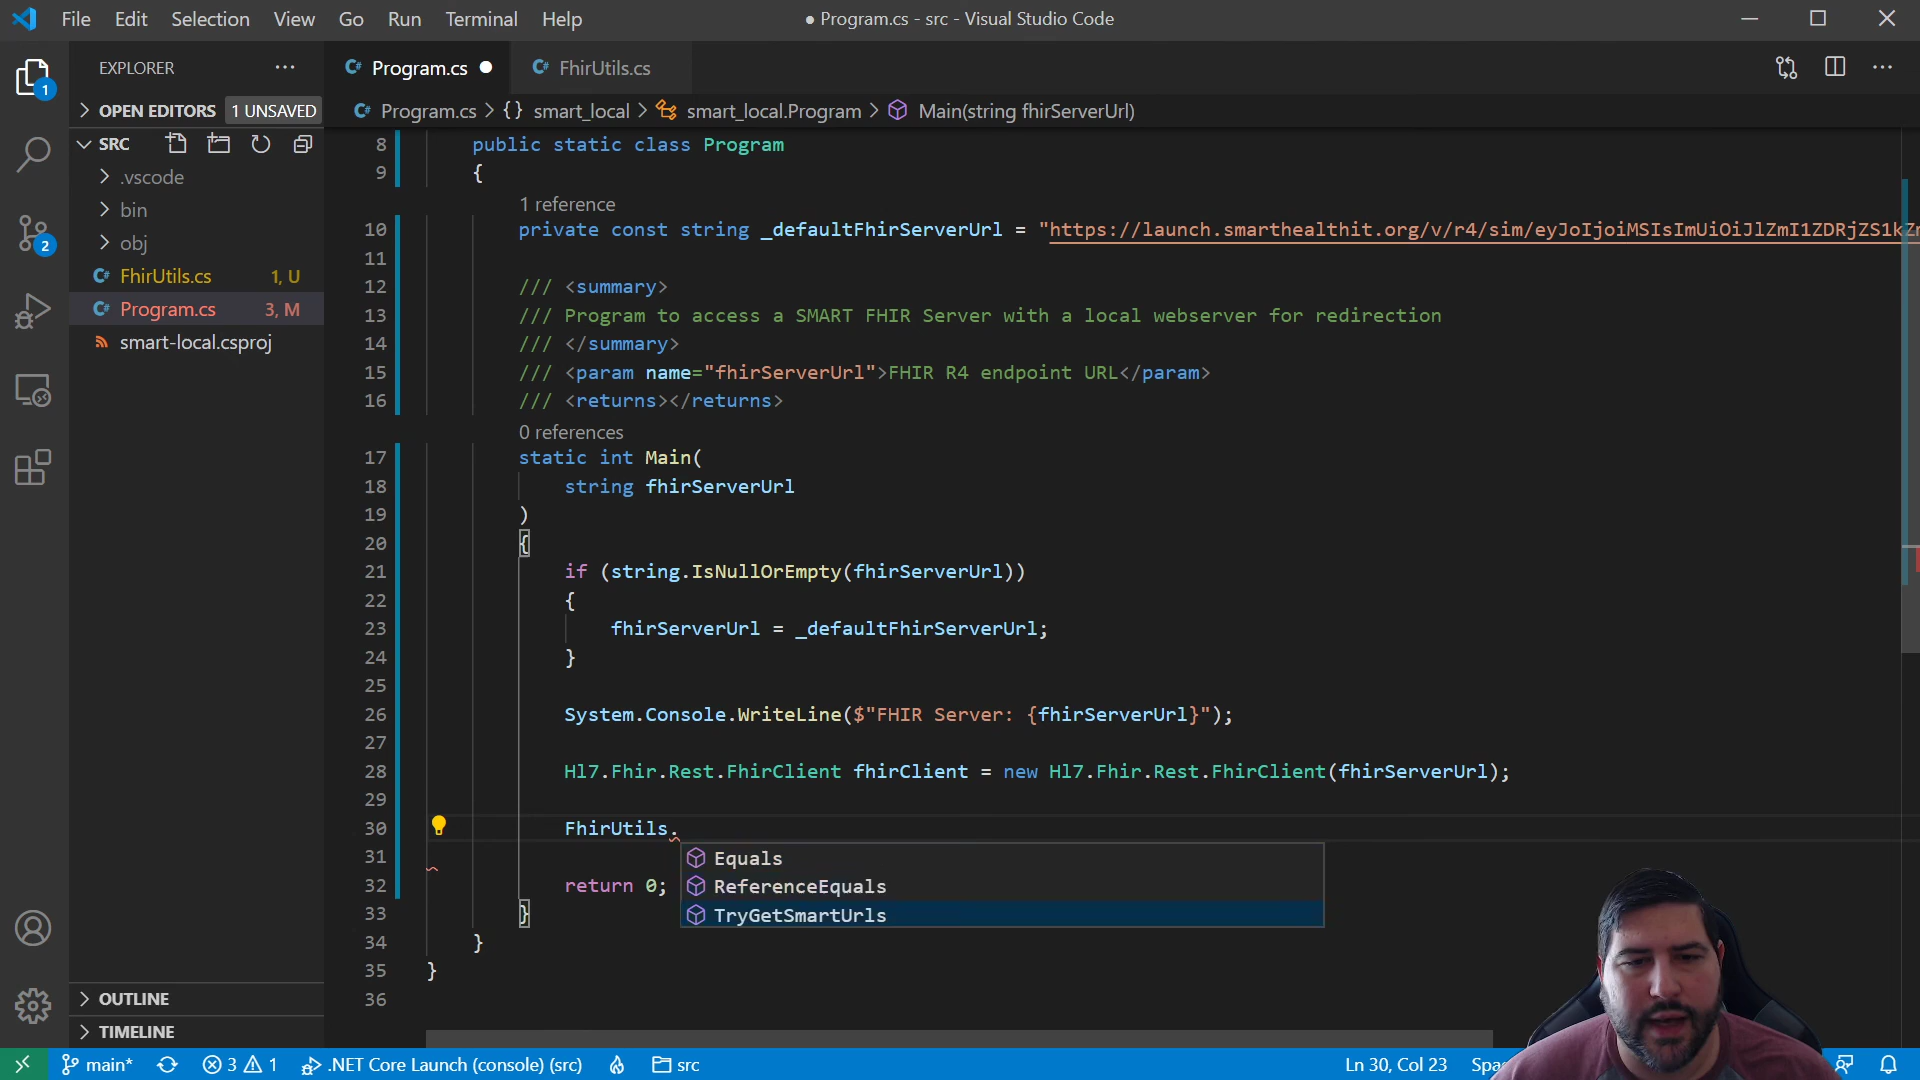 File Edit Selection View Go Run Terminal Help
● Program.cs - src - Visual Studio Code
EXPLORER
OPEN EDITORS 1 UNSAVED
SRC
.vscode
bin
obj
FhirUtils.cs 1, U
Program.cs 3, M
smart-local.csproj
OUTLINE
TIMELINE
1
2
Program.cs
FhirUtils.cs
Program.cs > {} smart_local > smart_local.Program > Main(string fhirServerUrl)
8 public static class Program
9 {
1 reference
10 private const string _defaultFhirServerUrl = "https://launch.smarthealthit.org/v/r4/sim/
11
12 /// <summary>
13 /// Program to access a SMART FHIR Server with a local webserver for redirection
14 /// </summary>
15 /// <param name="fhirServerUrl">FHIR R4 endpoint URL</param>
16 /// <returns></returns>
0 references
17 static int Main(
18 string fhirServerUrl
19 )
20 {
21 if (string.IsNullOrEmpty(fhirServerUrl))
22 {
23 fhirServerUrl = _defaultFhirServerUrl;
24 }
25
26 System.Console.WriteLine($"FHIR Server: {fhirServerUrl}");
27
28 Hl7.Fhir.Rest.FhirClient fhirClient = new Hl7.Fhir.Rest.FhirClient(fhirServerUrl);
29
30 FhirUtils.
Equals
ReferenceEquals
TryGetSmartUrls
31
32 return 0;
33 }
34 }
35 }
36
main* 3 1 .NET Core Launch (console) (src) src
Ln 30, Col 23